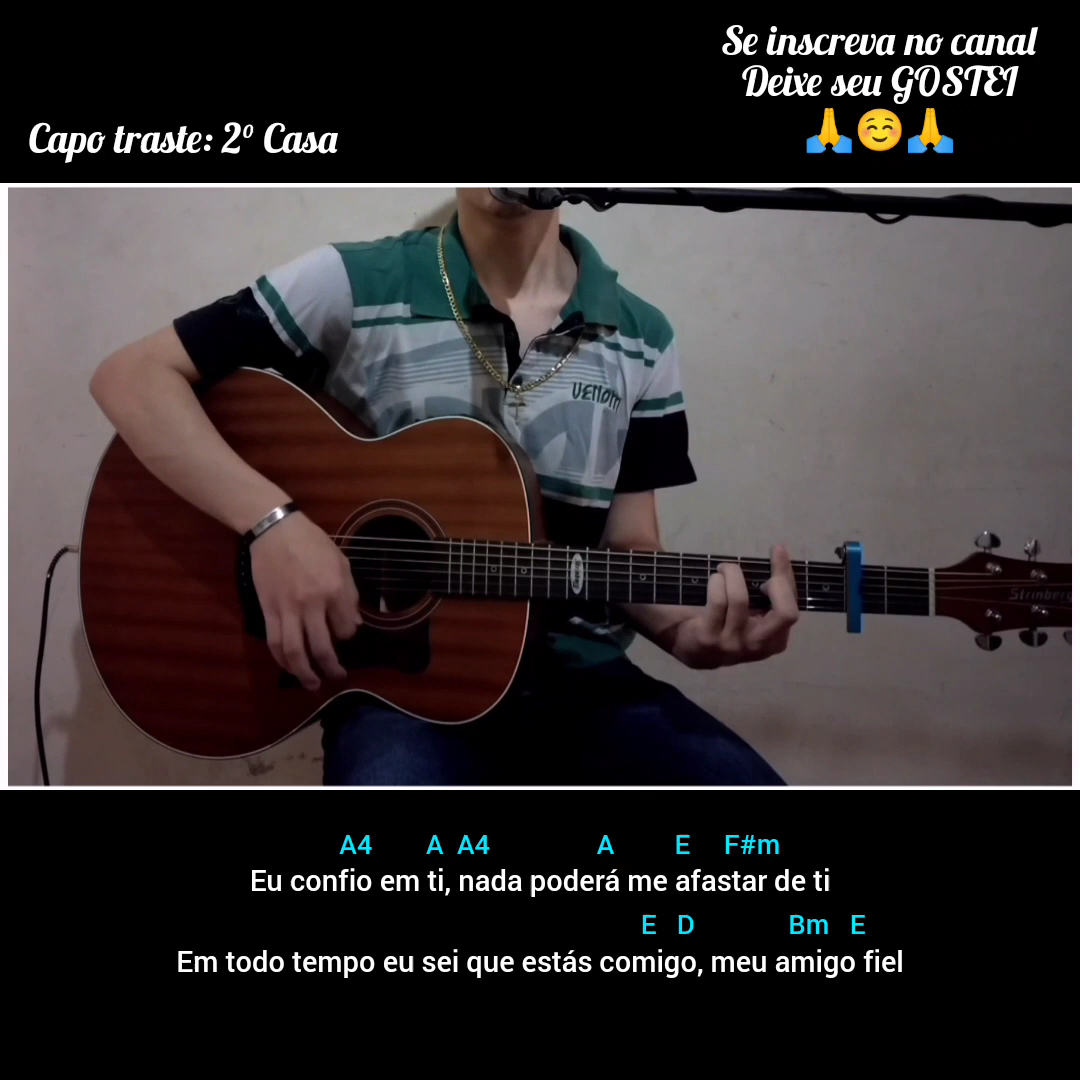 Se inscreva no canal
Deixe seu GOSTEI
🙏☺️🙏
Capo traste: 2º Casa
VENOM
Strinberg
A4 A A4 A E F#m
Eu confio em ti, nada poderá me afastar de ti
E D Bm E
Em todo tempo eu sei que estás comigo, meu amigo fiel